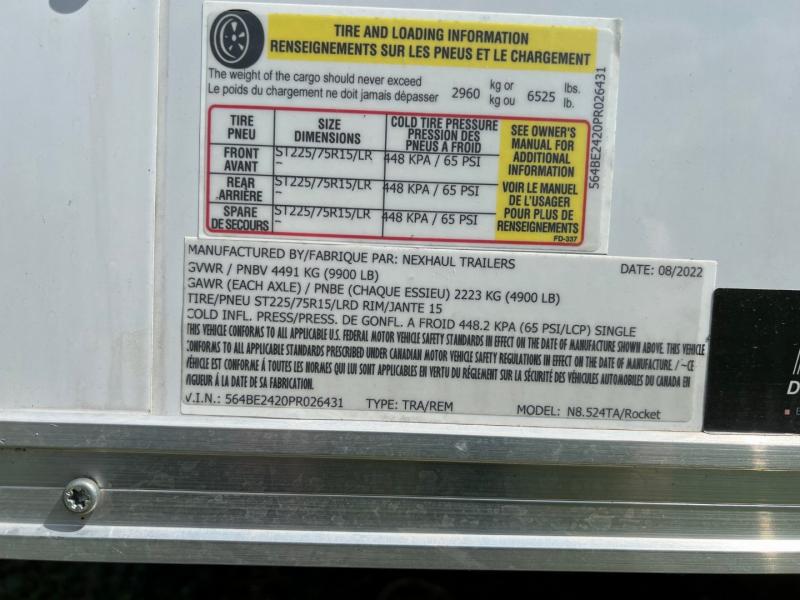 TIRE AND LOADING INFORMATION
RENSEIGNEMENTS SUR LES PNEUS ET LE CHARGEMENT
The weight of the cargo should never exceed 2960 kg or 6525 lbs.
Le poids du chargement ne doit jamais dépasser kg ou lb.
TIRE PNEU SIZE DIMENSIONS COLD TIRE PRESSURE PRESSION DES PNEUS A FROID
FRONT AVANT ST225/75R15/LR 448 KPA / 65 PSI
REAR ARRIÈRE ST225/75R15/LR 448 KPA / 65 PSI
SPARE DE SECOURS ST225/75R15/LR 448 KPA / 65 PSI
SEE OWNER'S
MANUAL FOR
ADDITIONAL
INFORMATION
VOIR LE MANUEL
DE L'USAGER
POUR PLUS DE
RENSEIGNEMENTS
FD-337
564BE2420PR026431
MANUFACTURED BY/FABRIQUE PAR: NEXHAUL TRAILERS DATE: 08/2022
GVWR / PNBV 4491 KG (9900 LB)
GAWR (EACH AXLE) / PNBE (CHAQUE ESSIEU) 2223 KG (4900 LB)
TIRE/PNEU ST225/75R15/LRD RIM/JANTE 15
COLD INFL. PRESS/PRESS. DE GONFL. A FROID 448.2 KPA (65 PSI/LCP) SINGLE
THIS VEHICLE CONFORMS TO ALL APPLICABLE U.S. FEDERAL MOTOR VEHICLE SAFETY STANDARDS IN EFFECT ON THE DATE OF MANUFACTURE SHOWN ABOVE. THIS VEHICLE
CONFORMS TO ALL APPLICABLE STANDARDS PRESCRIBED UNDER CANADIAN MOTOR VEHICLE SAFETY REGULATIONS IN EFFECT ON THE DATE OF MANUFACTURE. / ~CE
VÉHICLE EST CONFORME À TOUTES LES NORMES QUI LUI SONT APPLICABLES EN VERTU DU RÉGLEMENT SUR LA SÉCURITÉ DES VÉHICULES AUTOMOBILES DU CANADA EN
VIGUEUR À LA DATE DE SA FABRICATION.
V.I.N.: 564BE2420PR026431 TYPE: TRA/REM MODEL: N8.524TA/Rocket